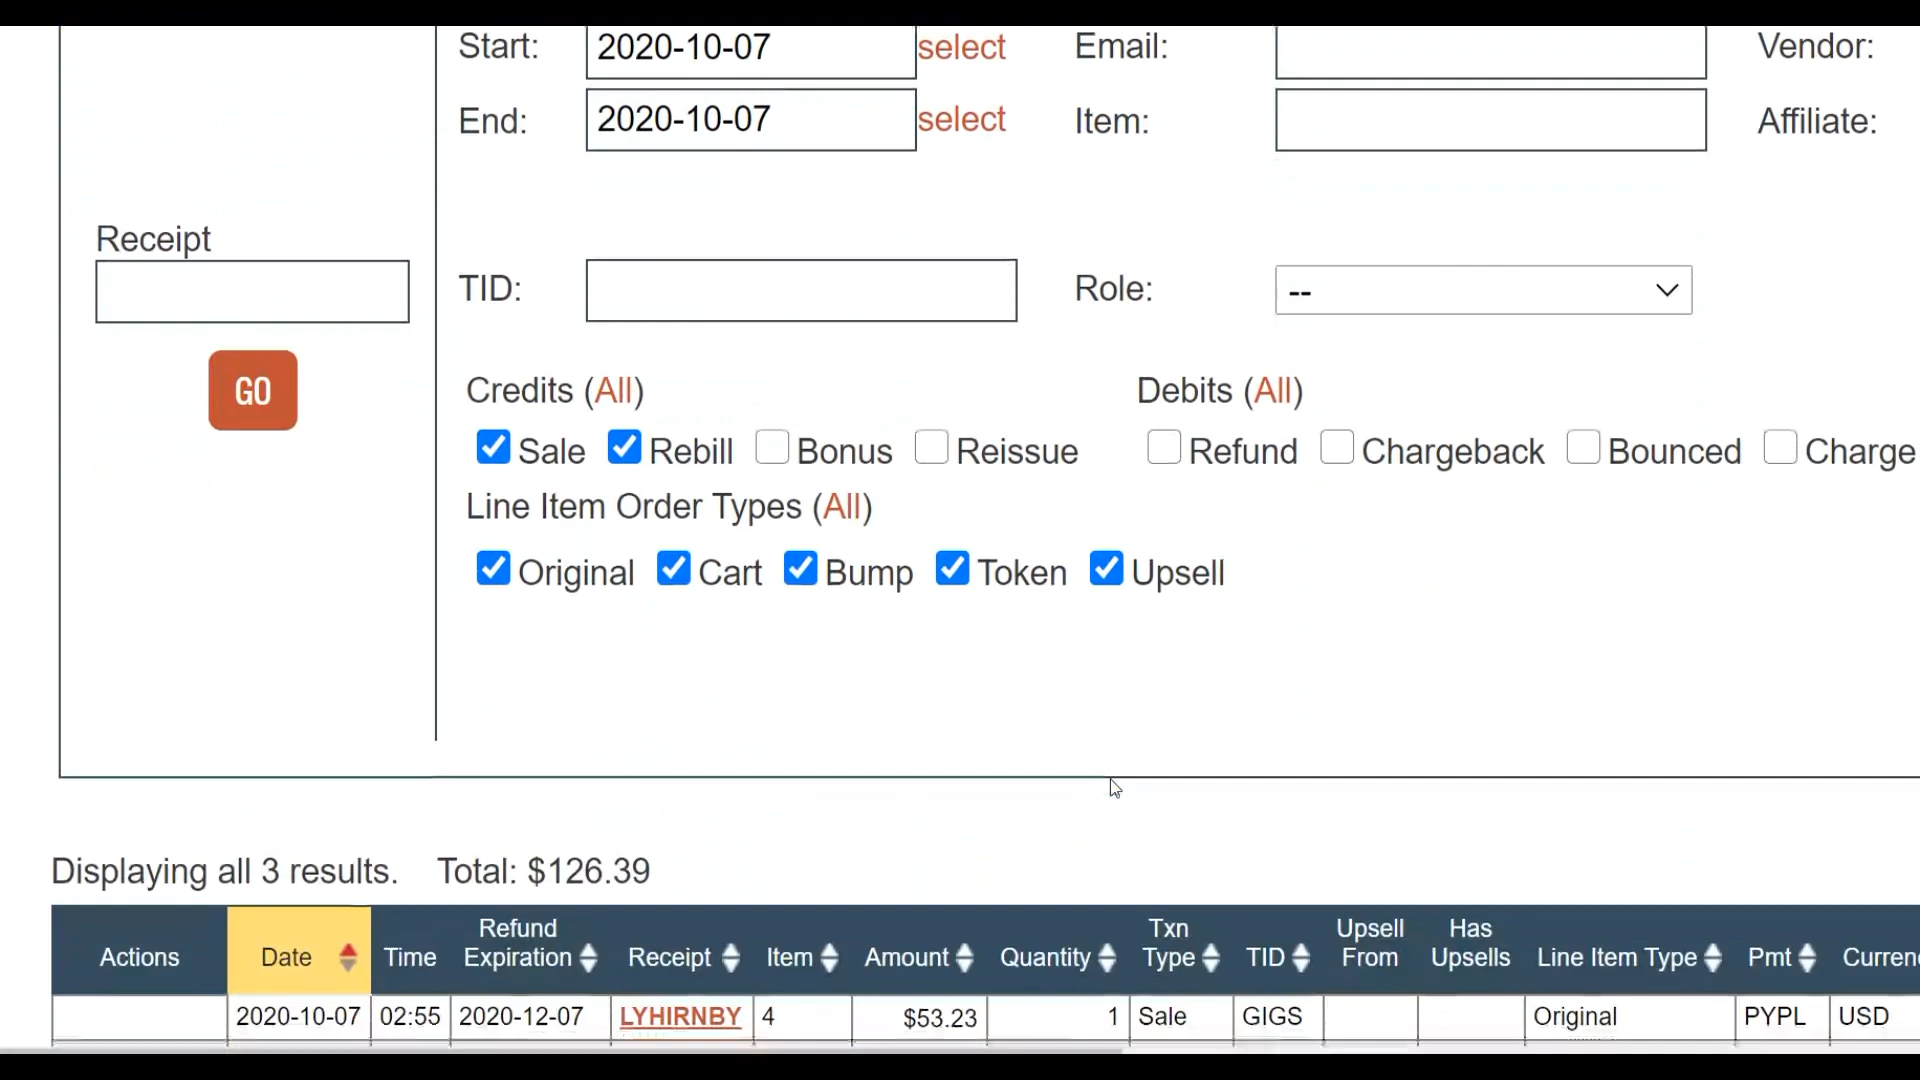 Start: 2020-10-07 select Email: Vendor:
End: 2020-10-07 select Item: Affiliate:
Receipt
TID: Role: --
GO
Credits (All) Debits (All)
Sale Rebill Bonus Reissue Refund Chargeback Bounced Charge
Line Item Order Types (All)
Original Cart Bump Token Upsell
Displaying all 3 results. Total: $126.39
Actions Date Time Refund Expiration Receipt Item Amount Quantity Txn Type TID Upsell From Has Upsells Line Item Type Pmt Curren
2020-10-07 02:55 2020-12-07 LYHIRNBY 4 $53.23 1 Sale GIGS Original PYPL USD